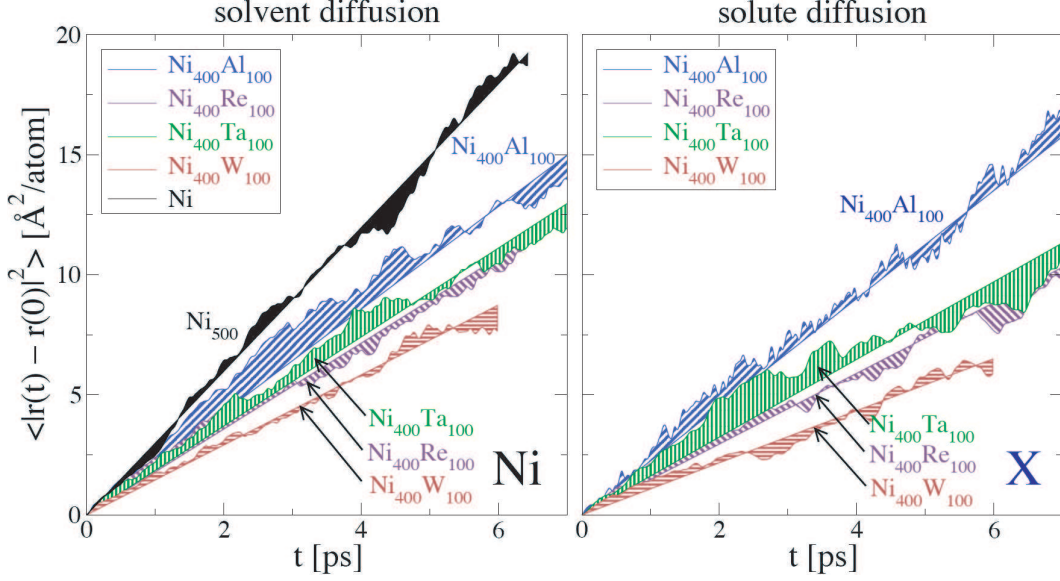 solvent diffusion
solute diffusion
<|r(t) − r(0)|²> [Å²/atom]
20
15
10
5
0
Ni₄₀₀Al₁₀₀
Ni₄₀₀Re₁₀₀
Ni₄₀₀Ta₁₀₀
Ni₄₀₀W₁₀₀
Ni
Ni₄₀₀Al₁₀₀
Ni₅₀₀
Ni₄₀₀Ta₁₀₀
Ni₄₀₀Re₁₀₀
Ni₄₀₀W₁₀₀
Ni
0
2
4
6
t [ps]
Ni₄₀₀Al₁₀₀
Ni₄₀₀Re₁₀₀
Ni₄₀₀Ta₁₀₀
Ni₄₀₀W₁₀₀
Ni₄₀₀Al₁₀₀
Ni₄₀₀Ta₁₀₀
Ni₄₀₀Re₁₀₀
Ni₄₀₀W₁₀₀
X
0
2
4
6
t [ps]